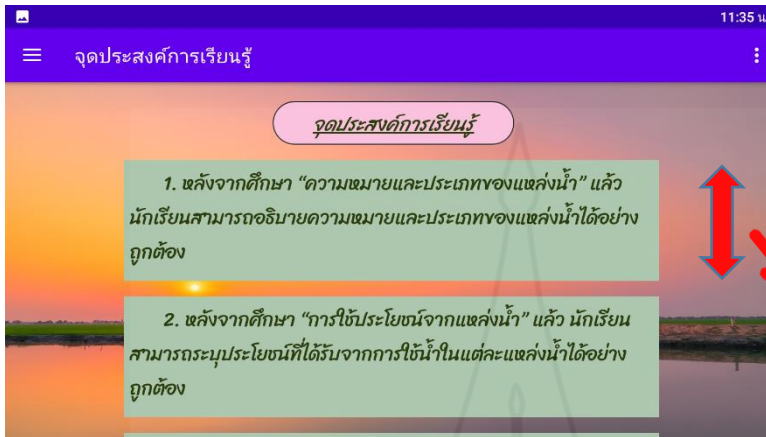 11:35 น
จุดประสงค์การเรียนรู้
จุดประสงค์การเรียนรู้
1. หลังจากศึกษา “ความหมายและประเภทของแหล่งน้ำ” แล้ว
นักเรียนสามารถอธิบายความหมายและประเภทของแหล่งน้ำได้อย่าง
ถูกต้อง
2. หลังจากศึกษา “การใช้ประโยชน์จากแหล่งน้ำ” แล้ว นักเรียน
สามารถระบุประโยชน์ที่ได้รับจากการใช้น้ำในแต่ละแหล่งน้ำได้อย่าง
ถูกต้อง